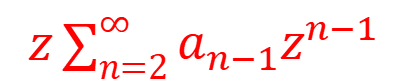 z ∑_{n=2}^{∞} a_{n-1} z^{n-1}